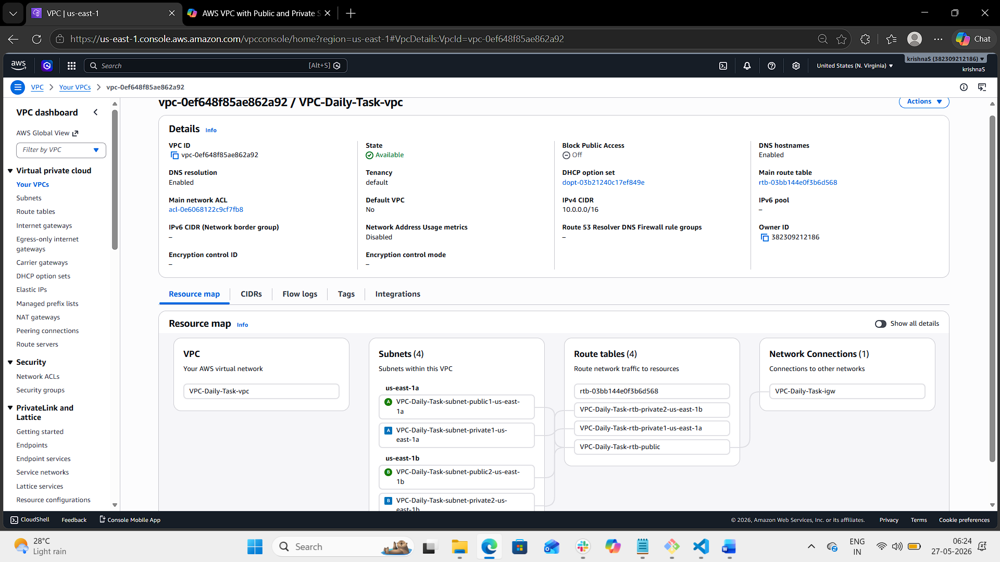 VPC | us-east-1
AWS VPC with Public and Private S
https://us-east-1.console.aws.amazon.com/vpcconsole/home?region=us-east-1#VpcDetails:VpcId=vpc-0ef648f85ae862a92
Chat
aws
Search
[Alt+S]
United States (N. Virginia)
krishnaS (382309212186)
krishnaS
VPC
Your VPCs
vpc-0ef648f85ae862a92
VPC dashboard
AWS Global View
Filter by VPC
Virtual private cloud
Your VPCs
Subnets
Route tables
Internet gateways
Egress-only internet
gateways
Carrier gateways
DHCP option sets
Elastic IPs
Managed prefix lists
NAT gateways
Peering connections
Route servers
Security
Network ACLs
Security groups
PrivateLink and
Lattice
Getting started
Endpoints
Endpoint services
Service networks
Lattice services
Resource configurations
vpc-0ef648f85ae862a92 / VPC-Daily-Task-vpc
Actions
Details
Info
VPC ID
vpc-0ef648f85ae862a92
State
Available
Block Public Access
Off
DNS hostnames
Enabled
DNS resolution
Enabled
Tenancy
default
DHCP option set
dopt-03b21240c17ef849e
Main route table
rtb-03bb144e0f3b6d568
Main network ACL
acl-0e6068122c9cf7fb8
Default VPC
No
IPv4 CIDR
10.0.0.0/16
IPv6 pool
–
IPv6 CIDR (Network border group)
–
Network Address Usage metrics
Disabled
Route 53 Resolver DNS Firewall rule groups
–
Owner ID
382309212186
Encryption control ID
–
Encryption control mode
–
Resource map
CIDRs
Flow logs
Tags
Integrations
Resource map
Info
Show all details
VPC
Your AWS virtual network
VPC-Daily-Task-vpc
Subnets (4)
Subnets within this VPC
us-east-1a
A
VPC-Daily-Task-subnet-public1-us-east-
1a
A
VPC-Daily-Task-subnet-private1-us-
east-1a
us-east-1b
B
VPC-Daily-Task-subnet-public2-us-east-
1b
B
VPC-Daily-Task-subnet-private2-us-
east-1b
Route tables (4)
Route network traffic to resources
rtb-03bb144e0f3b6d568
VPC-Daily-Task-rtb-private2-us-east-1b
VPC-Daily-Task-rtb-private1-us-east-1a
VPC-Daily-Task-rtb-public
Network Connections (1)
Connections to other networks
VPC-Daily-Task-igw
CloudShell
Feedback
Console Mobile App
© 2026, Amazon Web Services, Inc. or its affiliates.
Privacy
Terms
Cookie preferences
28°C
Light rain
Search
ENG
IN
06:24
27-05-2026